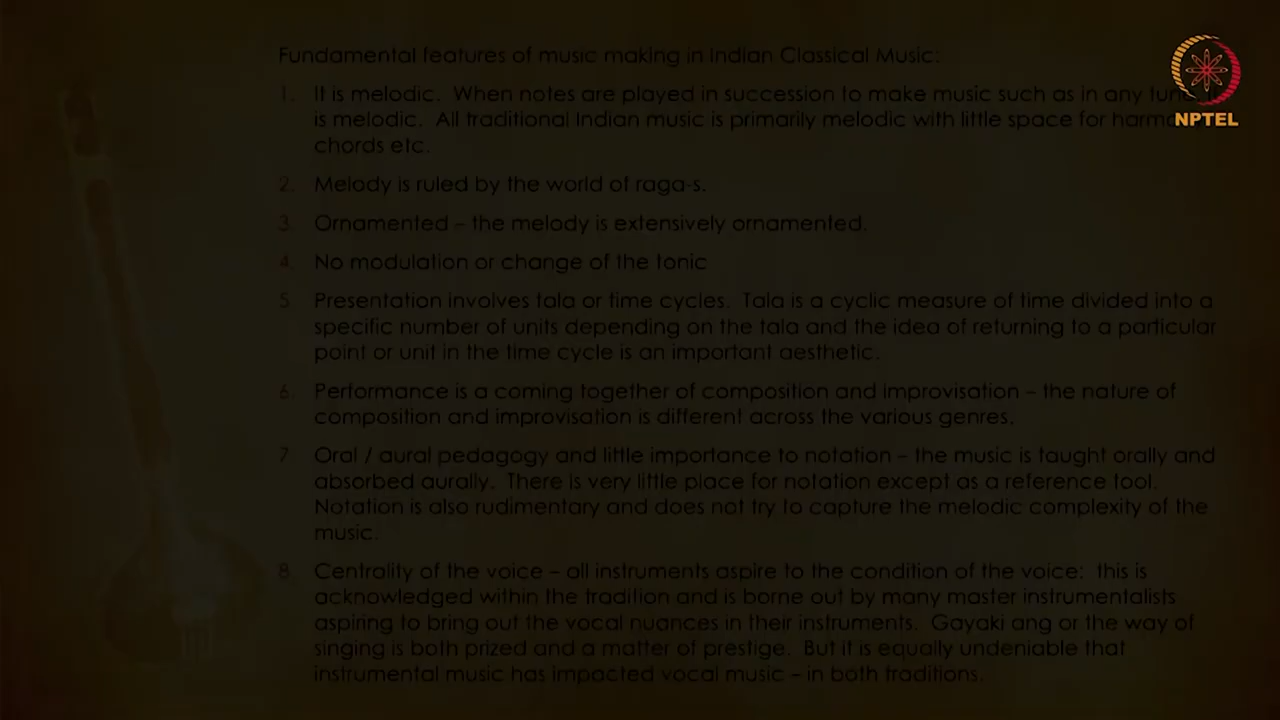 Fundamental features of music making in Indian Classical Music:
1. It is melodic. When notes are played in succession to make music such as in any tune
is melodic. All traditional Indian music is primarily melodic with little space for
chords etc.
2. Melody is ruled by the world of raga-s.
3. Ornamented – the melody is extensively ornamented.
4. No modulation or change of the tonic
5. Presentation involves tala or time cycles. Tala is a cyclic measure of time divided into a
specific number of units depending on the tala and the idea of returning to a particular
point or unit in the time cycle is an important aesthetic.
6. Performance is a coming together of composition and improvisation – the nature of
composition and improvisation is different across the various genres.
7. Oral / aural pedagogy and little importance to notation – the music is taught orally and
absorbed aurally. There is very little place for notation except as a reference tool.
Notation is also rudimentary and does not try to capture the melodic complexity of the
music.
8. Centrality of the voice – all instruments aspire to the condition of the voice: this is
acknowledged within the tradition and is borne out by many master instrumentalists
aspiring to bring out the vocal nuances in their instruments. Gayaki ang or the way of
singing is both prized and a matter of prestige. But it is equally undeniable that
instrumental music has impacted vocal music – in both traditions.
NPTEL